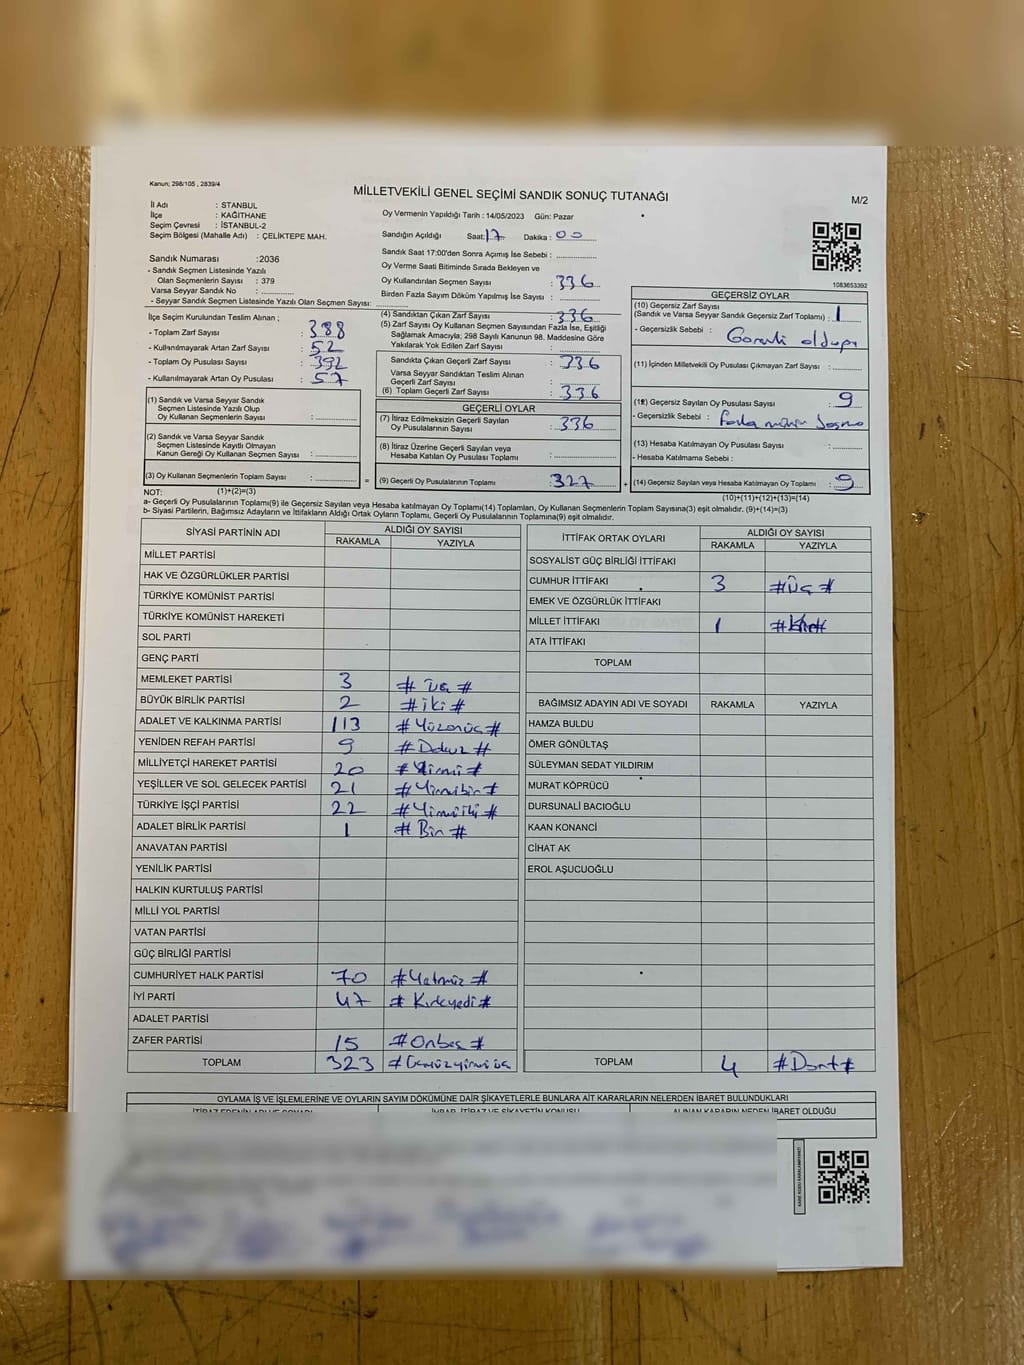 Kanun; 298/105 , 2839/4
MİLLETVEKİLİ GENEL SEÇİMİ SANDIK SONUÇ TUTANAĞI
M/2
İl Adı : STANBUL
İlçe : KAĞITHANE
Seçim Çevresi : İSTANBUL-2
Seçim Bölgesi (Mahalle Adı) : ÇELİKTEPE MAH.
Sandık Numarası :2036
- Sandık Seçmen Listesinde Yazılı
Olan Seçmenlerin Sayısı : 379
Varsa Seyyar Sandık No :
- Seyyar Sandık Seçmen Listesinde Yazılı Olan Seçmen Sayısı:
Oy Vermenin Yapıldığı Tarih : 14/05/2023 Gün: Pazar
Sandığın Açıldığı Saat: 17 Dakika : 00
Sandık Saat 17:00'den Sonra Açımış İse Sebebi :
Oy Verme Saati Bitiminde Sırada Bekleyen ve
Oy Kullandırılan Seçmen Sayısı : 336
Birden Fazla Sayım Döküm Yapılmış İse Sayısı :
1083653392
İlçe Seçim Kurulundan Teslim Alınan ;
- Toplam Zarf Sayısı : 388
- Kullanılmayarak Artan Zarf Sayısı : 52
- Toplam Oy Pusulası Sayısı : 392
- Kullanılmayarak Artan Oy Pusulası : 57
(1) Sandık ve Varsa Seyyar Sandık
Seçmen Listesinde Yazılı Olup
Oy Kullanan Seçmenlerin Sayısı :
(2) Sandık ve Varsa Seyyar Sandık
Seçmen Listesinde Kayıtlı Olmayan
Kanun Gereği Oy Kullanan Seçmen Sayısı :
(3) Oy Kullanan Seçmenlerin Toplam Sayısı : =
(4) Sandıktan Çıkan Zarf Sayısı : 336
(5) Zarf Sayısı Oy Kullanan Seçmen Sayısından Fazla İse, Eşitliği
Sağlamak Amacıyla; 298 Sayılı Kanunun 98. Maddesine Göre
Yakılarak Yok Edilen Zarf Sayısı :
Sandıkta Çıkan Geçerli Zarf Sayısı : 336
Varsa Seyyar Sandıktan Teslim Alınan
Geçerli Zarf Sayısı :
(6) Toplam Geçerli Zarf Sayısı : 336
GEÇERLİ OYLAR
(7) İtiraz Edilmeksizin Geçerli Sayılan
Oy Pusulalarının Sayısı : 336
(8) İtiraz Üzerine Geçerli Sayılan veya
Hesaba Katılan Oy Pusulası Toplamı :
(9) Geçerli Oy Pusulalarının Toplamı : 327 +
GEÇERSİZ OYLAR
(10) Geçersiz Zarf Sayısı
(Sandık ve Varsa Seyyar Sandık Geçersiz Zarf Toplamı) : 1
- Geçersizlik Sebebi :
(11) İçinden Milletvekili Oy Pusulası Çıkmayan Zarf Sayısı :
(12) Geçersiz Sayılan Oy Pusulası Sayısı : 9
- Geçersizlik Sebebi : Fazla mühür
(13) Hesaba Katılmayan Oy Pusulası Sayısı :
- Hesaba Katılmama Sebebi :
(14) Geçersiz Sayılan veya Hesaba Katılmayan Oy Toplamı : 9
NOT: (1)+(2)=(3) (10)+(11)+(12)+(13)=(14)
a- Geçerli Oy Pusulalarının Toplamı(9) ile Geçersiz Sayılan veya Hesaba katılmayan Oy Toplamı(14) Toplamları, Oy Kullanan Seçmenlerin Toplam Sayısına(3) eşit olmalıdır. (9)+(14)=(3)
b- Siyasi Partilerin, Bağımsız Adayların ve İttifakların Aldığı Ortak Oyların Toplamı, Geçerli Oy Pusulalarının Toplamına(9) eşit olmalıdır.
SİYASİ PARTİNİN ADI ALDIĞI OY SAYISI
RAKAMLA YAZIYLA
MİLLET PARTİSİ
HAK VE ÖZGÜRLÜKLER PARTİSİ
TÜRKİYE KOMÜNİST PARTİSİ
TÜRKİYE KOMÜNİST HAREKETİ
SOL PARTİ
GENÇ PARTİ
MEMLEKET PARTİSİ 3 # üç #
BÜYÜK BİRLİK PARTİSİ 2 # iki #
ADALET VE KALKINMA PARTİSİ 113 # Yüzonüç #
YENİDEN REFAH PARTİSİ 9 # Dokuz #
MİLLİYETÇİ HAREKET PARTİSİ 20 # Yirmi #
YEŞİLLER VE SOL GELECEK PARTİSİ 21 # Yirmibir #
TÜRKİYE İŞÇİ PARTİSİ 22 # Yirmiiki #
ADALET BİRLİK PARTİSİ 1 # Bir #
ANAVATAN PARTİSİ
YENİLİK PARTİSİ
HALKIN KURTULUŞ PARTİSİ
MİLLİ YOL PARTİSİ
VATAN PARTİSİ
GÜÇ BİRLİĞİ PARTİSİ
CUMHURİYET HALK PARTİSİ 70 # Yetmiş #
İYİ PARTİ 47 # Kırkyedi #
ADALET PARTİSİ
ZAFER PARTİSİ 15 # Onbeş #
TOPLAM 323 # Üçyüzyirmiüç
İTTİFAK ORTAK OYLARI ALDIĞI OY SAYISI
RAKAMLA YAZIYLA
SOSYALİST GÜÇ BİRLİĞİ İTTİFAKI
CUMHUR İTTİFAKI 3 # Üç #
EMEK VE ÖZGÜRLÜK İTTİFAKI
MİLLET İTTİFAKI 1
ATA İTTİFAKI
TOPLAM
BAĞIMSIZ ADAYIN ADI VE SOYADI RAKAMLA YAZIYLA
HAMZA BULDU
ÖMER GÖNÜLTAŞ
SÜLEYMAN SEDAT YILDIRIM
MURAT KÖPRÜCÜ
DURSUNALİ BACIOĞLU
KAAN KONANCİ
CİHAT AK
EROL AŞUCUOĞLU
TOPLAM 4 # Dört #
OYLAMA İŞ VE İŞLEMLERİNE VE OYLARIN SAYIM DÖKÜMÜNE DAİR ŞİKAYETLERLE BUNLARA AİT KARARLARIN NELERDEN İBARET BULUNDUKLARI
İHBAR, İTİRAZ VE ŞİKAYETİN KONUSU ALINAN KARARIN NEDEN İBARET OLDUĞU